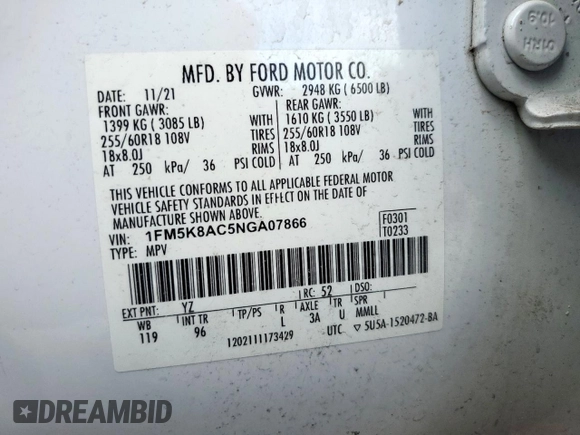 MFD. BY FORD MOTOR CO.
DATE: 11/21 GVWR: 2948 KG ( 6500 LB)
FRONT GAWR: REAR GAWR:
1399 KG ( 3085 LB) 1610 KG ( 3550 LB)
255/60R18 108V TIRES 255/60R18 108V TIRES
18x8.0J RIMS 18x8.0J RIMS
AT 250 kPa/ 36 PSI COLD AT 250 kPa/ 36 PSI COLD
THIS VEHICLE CONFORMS TO ALL APPLICABLE FEDERAL MOTOR
VEHICLE SAFETY STANDARDS IN EFFECT ON THE DATE OF
MANUFACTURE SHOWN ABOVE.
VIN: 1FM5K8AC5NGA07866 F0301
TYPE: MPV T0233
EXT PNT: YZ RC: 52 DSO:
WB INT TR TP/PS R AXLE TR SPR
119 96 L 3A U MMLL
1202111173429 UTC 5U5A-1520472-BA
01RH
10.9
DREAMBID